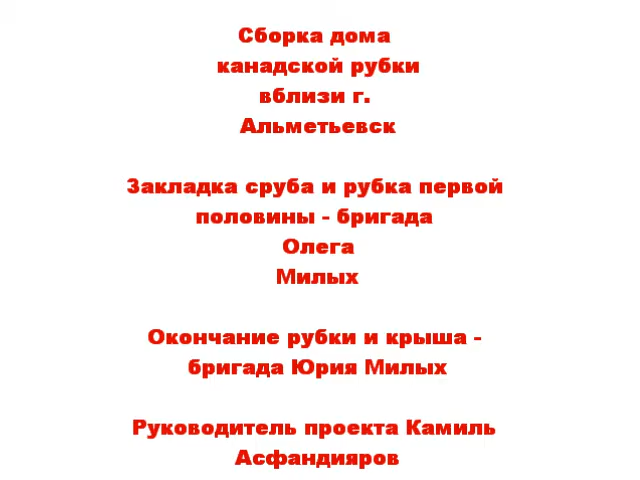 Сборка дома
канадской рубки
вблизи г.
Альметьевск
Закладка сруба и рубка первой
половины - бригада
Олега
Милых
Окончание рубки и крыша -
бригада Юрия Милых
Руководитель проекта Камиль
Асфандияров